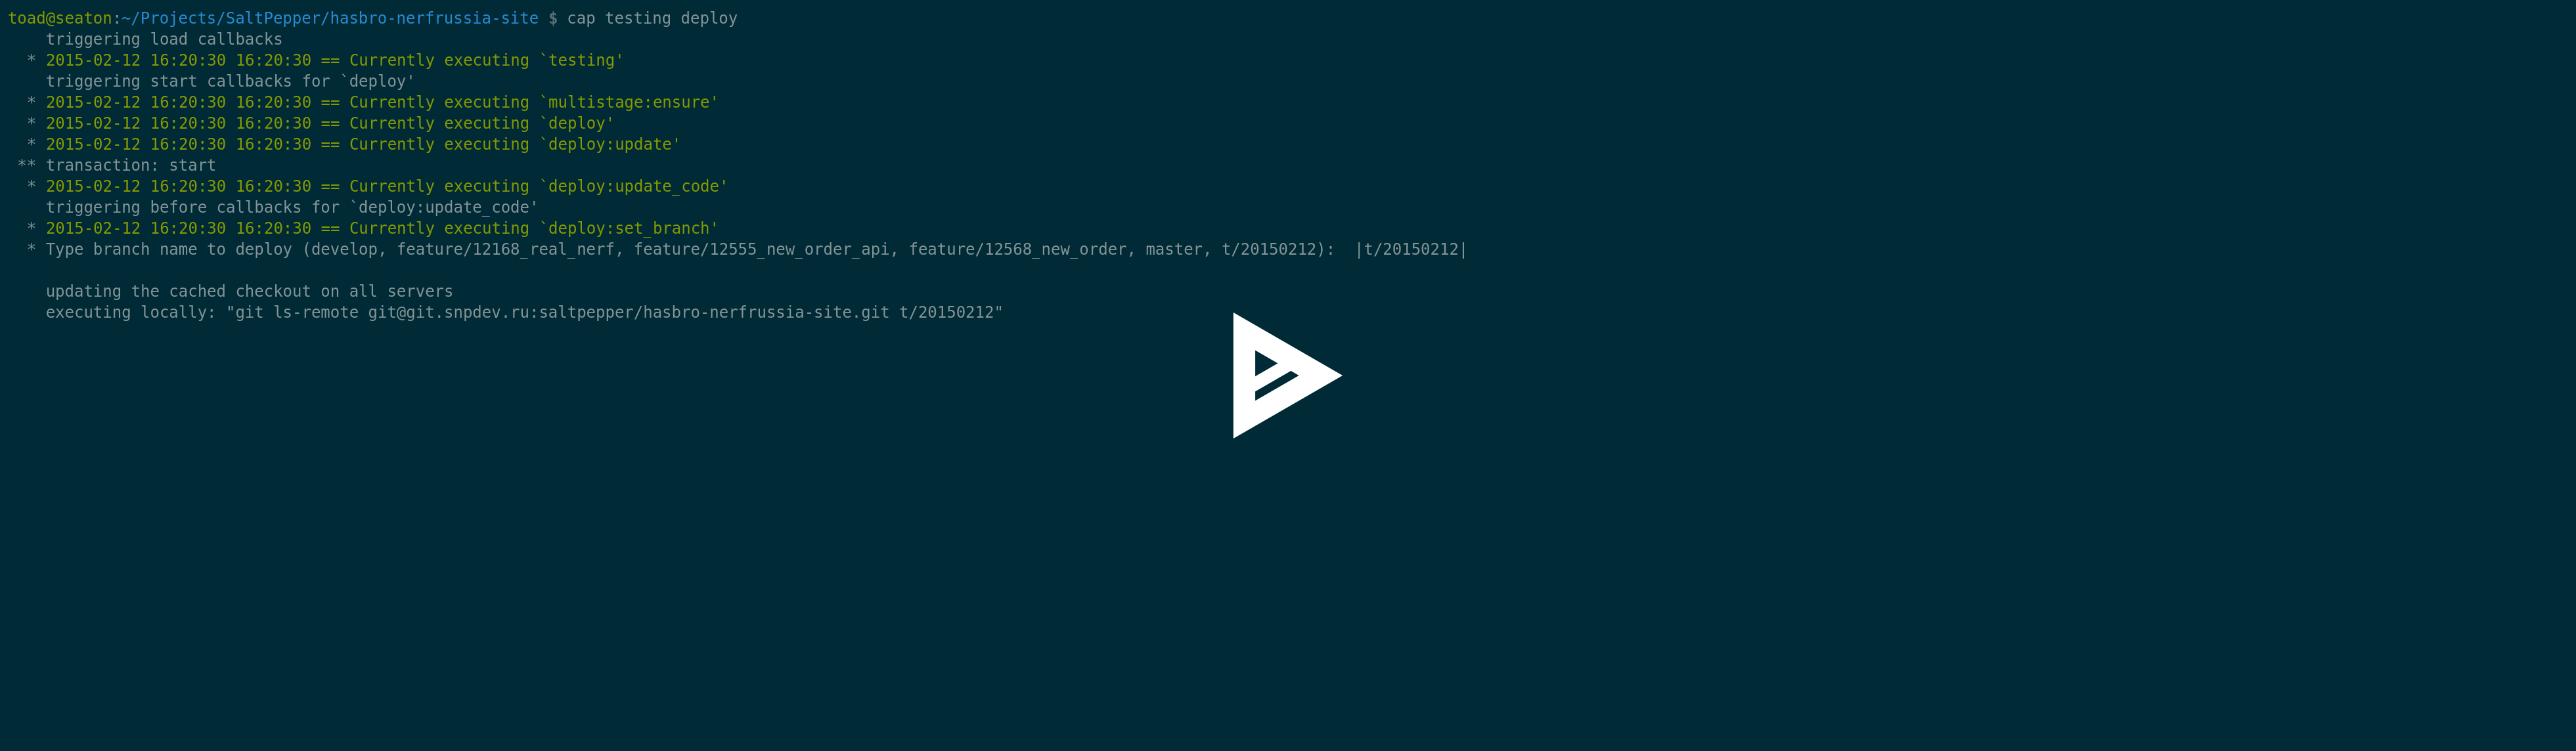 toad@seaton:~/Projects/SaltPepper/hasbro-nerfrussia-site $ cap testing deploy
    triggering load callbacks
  * 2015-02-12 16:20:30 16:20:30 == Currently executing `testing'
    triggering start callbacks for `deploy'
  * 2015-02-12 16:20:30 16:20:30 == Currently executing `multistage:ensure'
  * 2015-02-12 16:20:30 16:20:30 == Currently executing `deploy'
  * 2015-02-12 16:20:30 16:20:30 == Currently executing `deploy:update'
 ** transaction: start
  * 2015-02-12 16:20:30 16:20:30 == Currently executing `deploy:update_code'
    triggering before callbacks for `deploy:update_code'
  * 2015-02-12 16:20:30 16:20:30 == Currently executing `deploy:set_branch'
  * Type branch name to deploy (develop, feature/12168_real_nerf, feature/12555_new_order_api, feature/12568_new_order, master, t/20150212):  |t/20150212|
    updating the cached checkout on all servers
    executing locally: "git ls-remote git@git.snpdev.ru:saltpepper/hasbro-nerfrussia-site.git t/20150212"